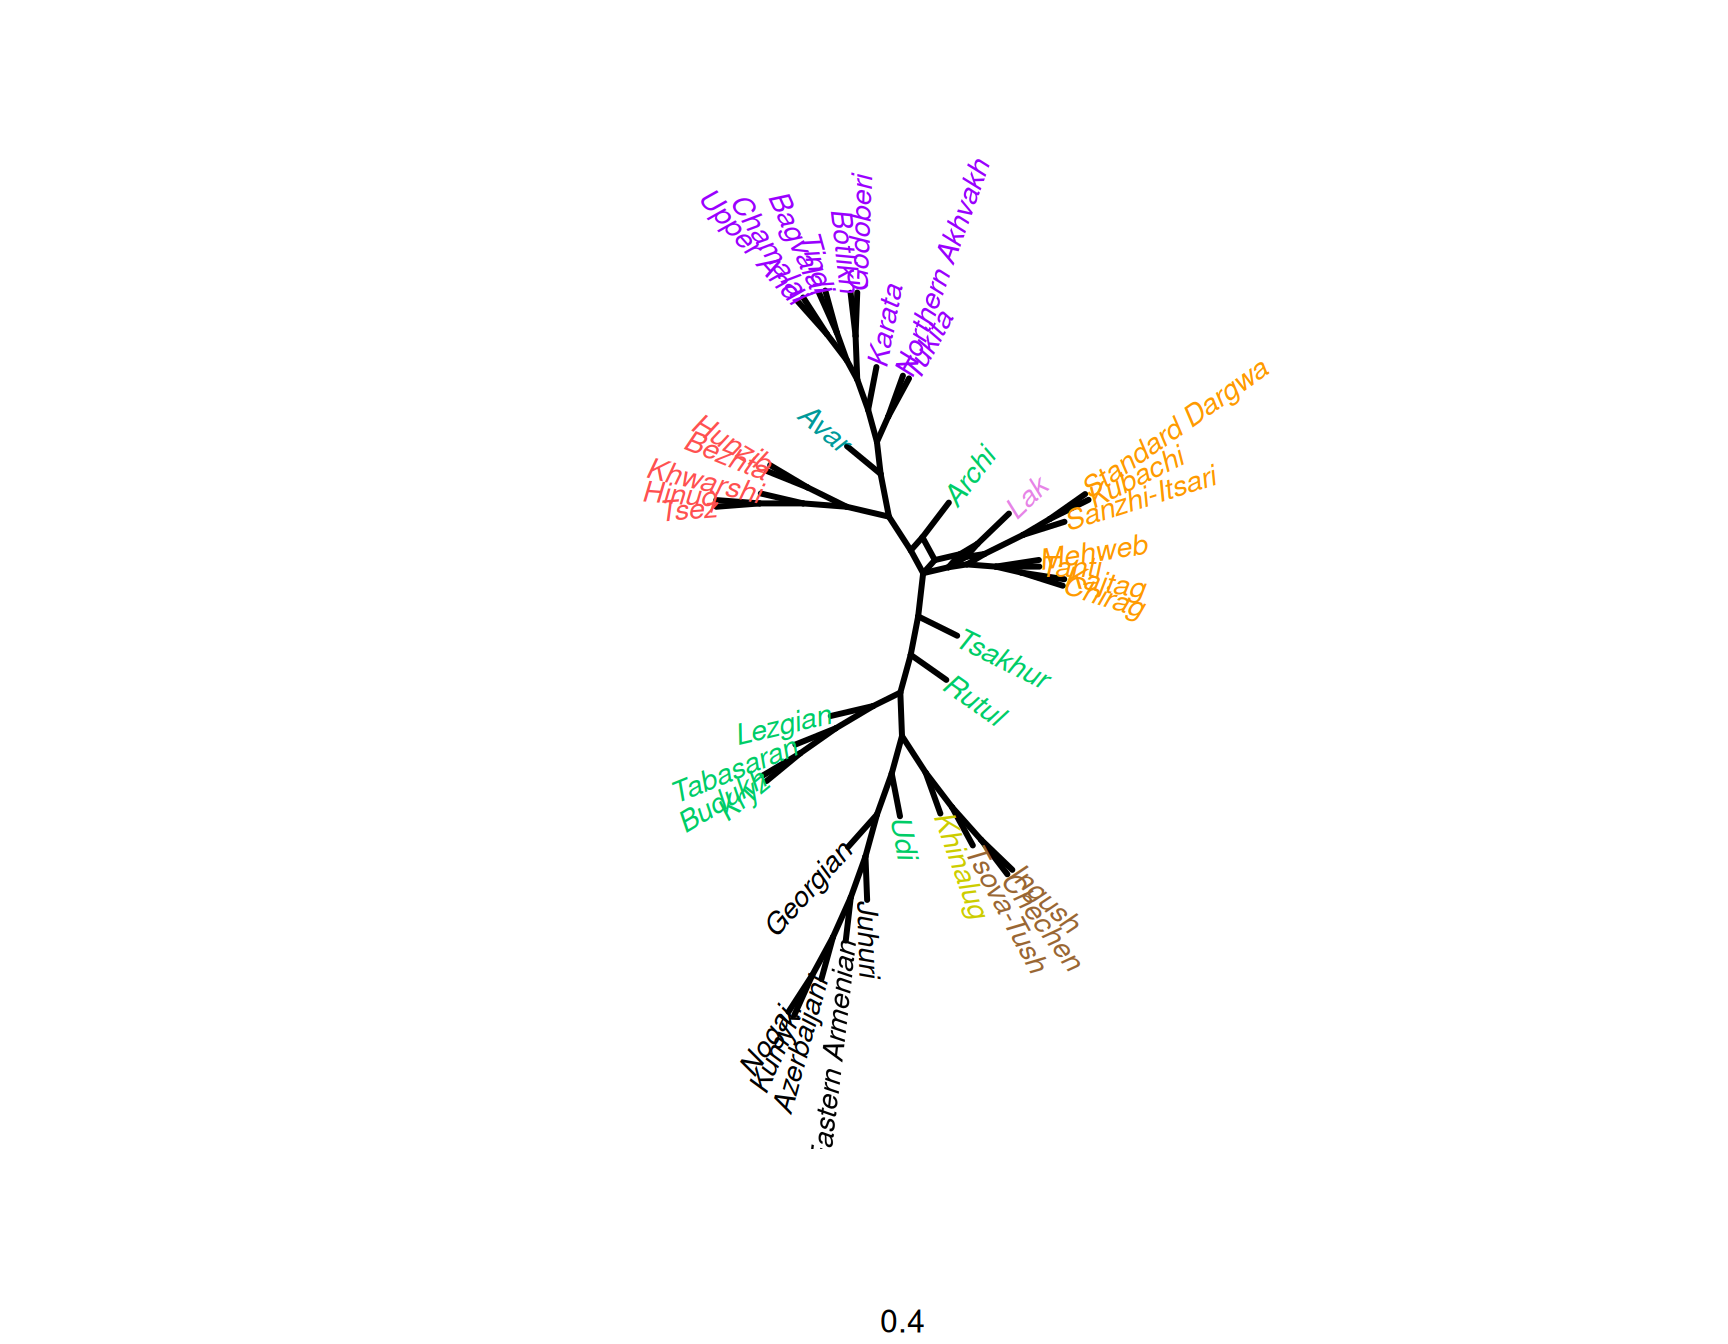 Upper Andi
Chamalal
Bagvalal
Tindi
Botlikh
Godoberi
Karata
Northern Akhvakh
Tukita
Avar
Hunzib
Bezhta
Khwarshi
Hinuq
Tsez
Archi
Lak
Standard Dargwa
Kubachi
Sanzhi-Itsari
Mehweb
Tanti
Kaitag
Chirag
Tsakhur
Rutul
Lezgian
Tabasaran
Budukh
Kryz
Udi
Khinalug
Tsova-Tush
Chechen
Ingush
Georgian
Juhuri
Eastern Armenian
Azerbaijani
Kumyk
Nogai
0.4